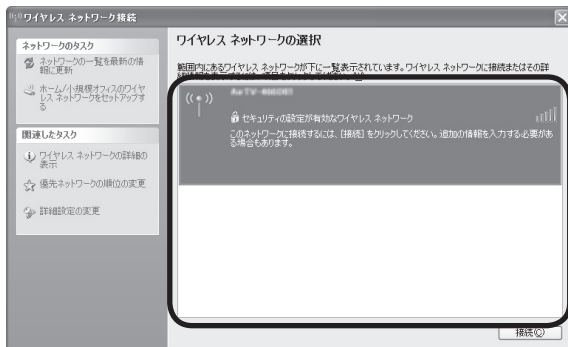 ワイヤレス ネットワーク接続
ネットワークのタスク
ネットワークの一覧を最新の情
報に更新
ホーム/小規模オフィスのワイヤ
レス ネットワークをセットアップす
る
関連したタスク
ワイヤレス ネットワークの詳細の
表示
優先ネットワークの順位の変更
詳細設定の変更
ワイヤレス ネットワークの選択
範囲内にあるワイヤレス ネットワークが下に一覧表示されています。ワイヤレス ネットワークに接続またはその詳
セキュリティの設定が有効なワイヤレス ネットワーク
このネットワークに接続するには、[接続] をクリックしてください。追加の情報を入力する必要があ
る場合もあります。
接続(C)